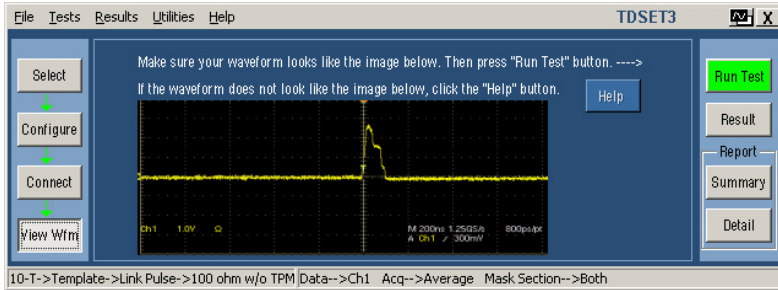 File Tests Results Utilities Help TDSET3 X
Make sure your waveform looks like the image below. Then press "Run Test" button. ---->
If the waveform does not look like the image below, click the "Help" button.
Help
Select
Configure
Connect
View Wfm
Ch1 1.0V Ω
M 200ns 1.25GS/s 800ps/pt
A Ch1 / 300mV
Run Test
Result
Report
Summary
Detail
10-T->Template->Link Pulse->100 ohm w/o TPM Data-->Ch1 Acq-->Average Mask Section-->Both